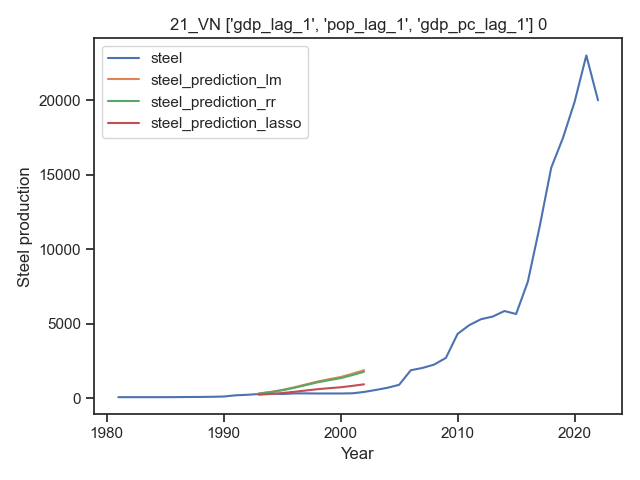 21_VN ['gdp_lag_1', 'pop_lag_1', 'gdp_pc_lag_1'] 0
steel
steel_prediction_lm
steel_prediction_rr
steel_prediction_lasso
Steel production
20000
15000
10000
5000
0
1980 1990 2000 2010 2020
Year